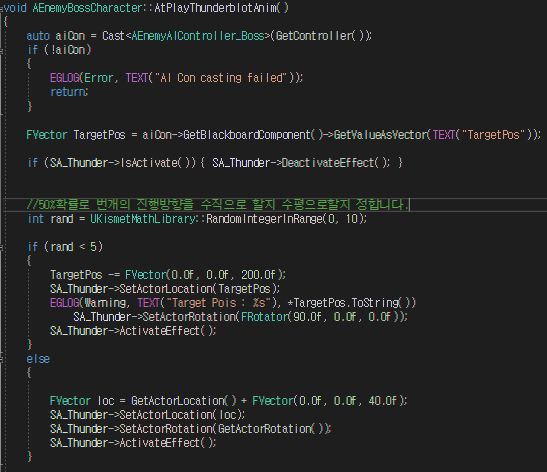 void AEnemyBossCharacter::AtPlayThunderblotAnim()
{
auto aiCon = Cast<AEnemyAIController_Boss>(GetController());
if (!aiCon)
{
EGLOG(Error, TEXT("AI Con casting failed"));
return;
}
FVector TargetPos = aiCon->GetBlackboardComponent()->GetValueAsVector(TEXT("TargetPos"));
if (SA_Thunder->IsActivate()) { SA_Thunder->DeactivateEffect(); }
//50%확률로 번개의 진행방향을 수직으로 할지 수평으로할지 정합니다.
int rand = UKismetMathLibrary::RandomIntegerInRange(0, 10);
if (rand < 5)
{
TargetPos -= FVector(0.0f, 0.0f, 200.0f);
SA_Thunder->SetActorLocation(TargetPos);
EGLOG(Warning, TEXT("Target Pois : %s"), *TargetPos.ToString())
SA_Thunder->SetActorRotation(FRotator(90.0f, 0.0f, 0.0f));
SA_Thunder->ActivateEffect();
}
else
{
FVector loc = GetActorLocation() + FVector(0.0f, 0.0f, 40.0f);
SA_Thunder->SetActorLocation(loc);
SA_Thunder->SetActorRotation(GetActorRotation());
SA_Thunder->ActivateEffect();
}